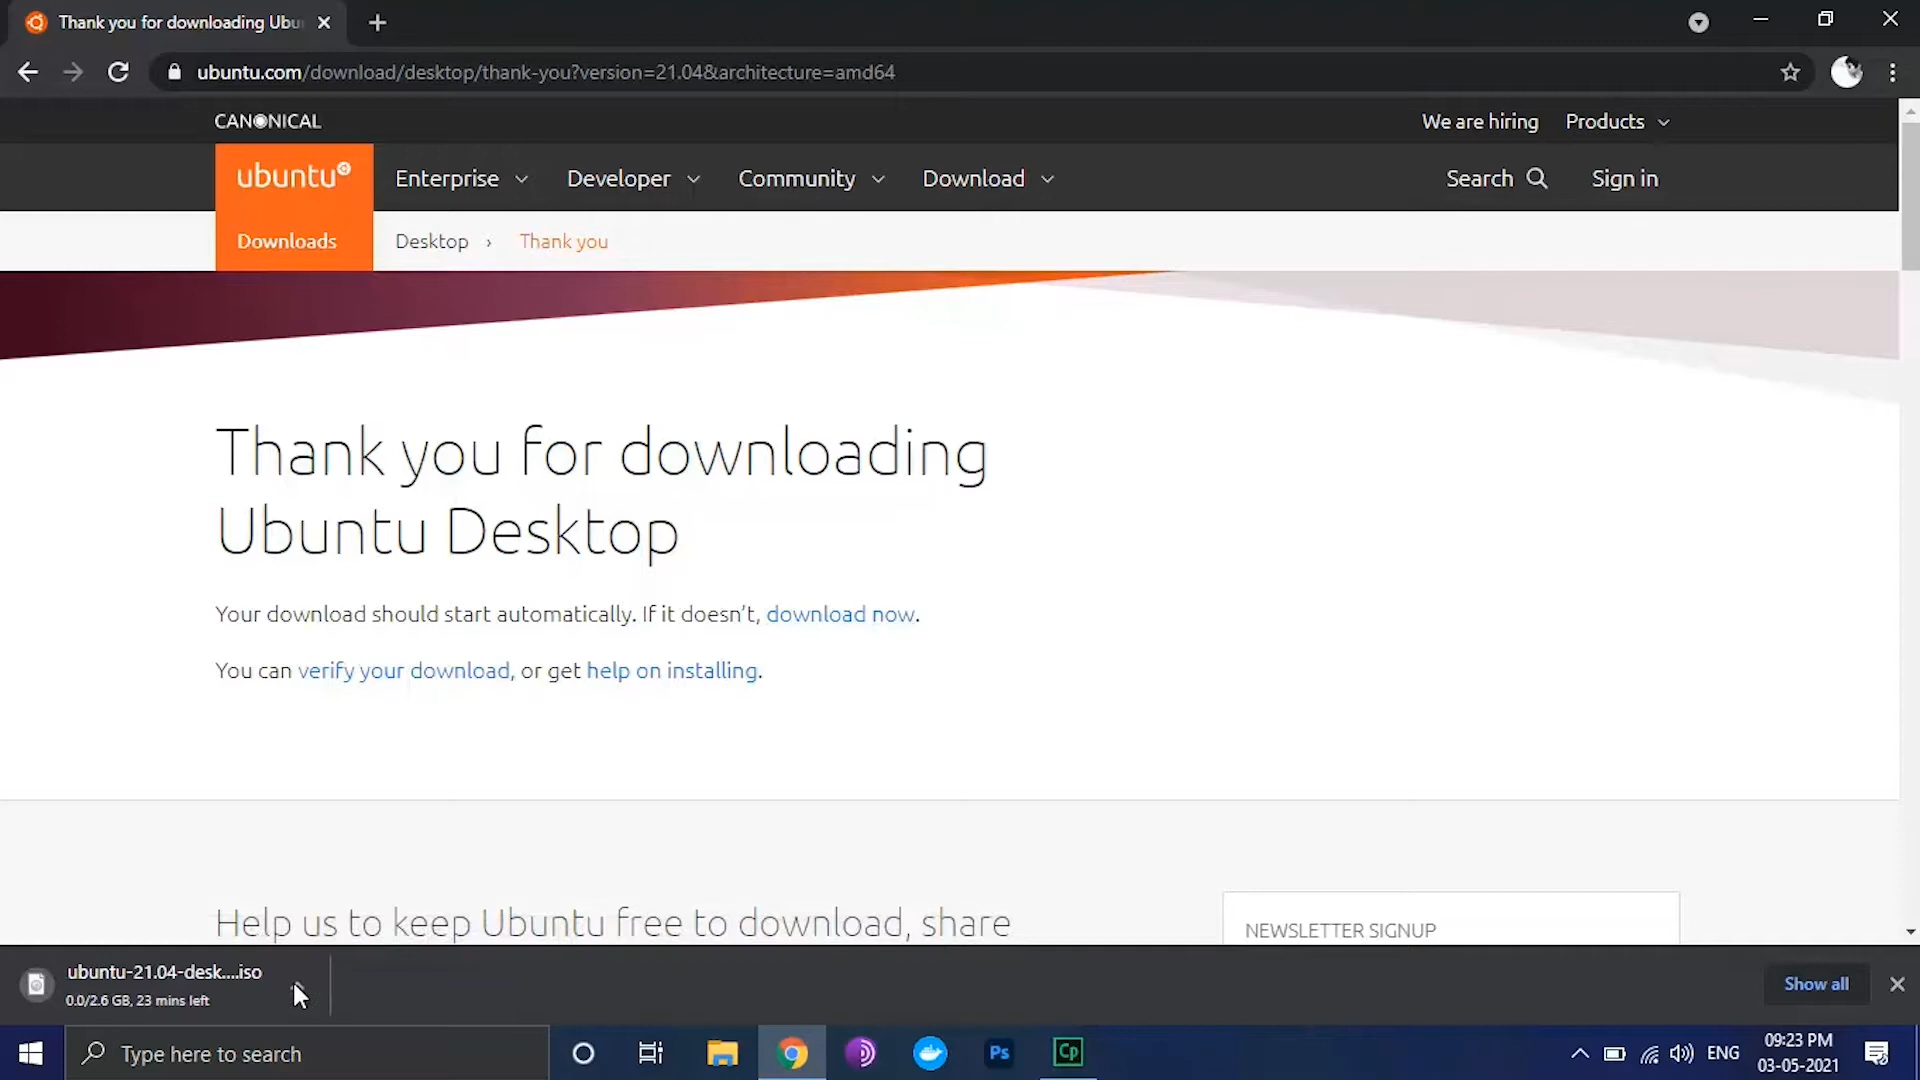 Thank you for downloading Ubu
ubuntu.com/download/desktop/thank-you?version=21.04&architecture=amd64
CANONICAL
We are hiring
Products
ubuntu
Enterprise
Developer
Community
Download
Search
Sign in
Downloads
Desktop
›
Thank you
Thank you for downloading
Ubuntu Desktop
Your download should start automatically. If it doesn’t, download now.
You can verify your download, or get help on installing.
Help us to keep Ubuntu free to download, share
NEWSLETTER SIGNUP
ubuntu-21.04-desk....iso
0.0/2.6 GB, 23 mins left
Show all
Type here to search
Ps
Cp
ENG
09:23 PM
03-05-2021